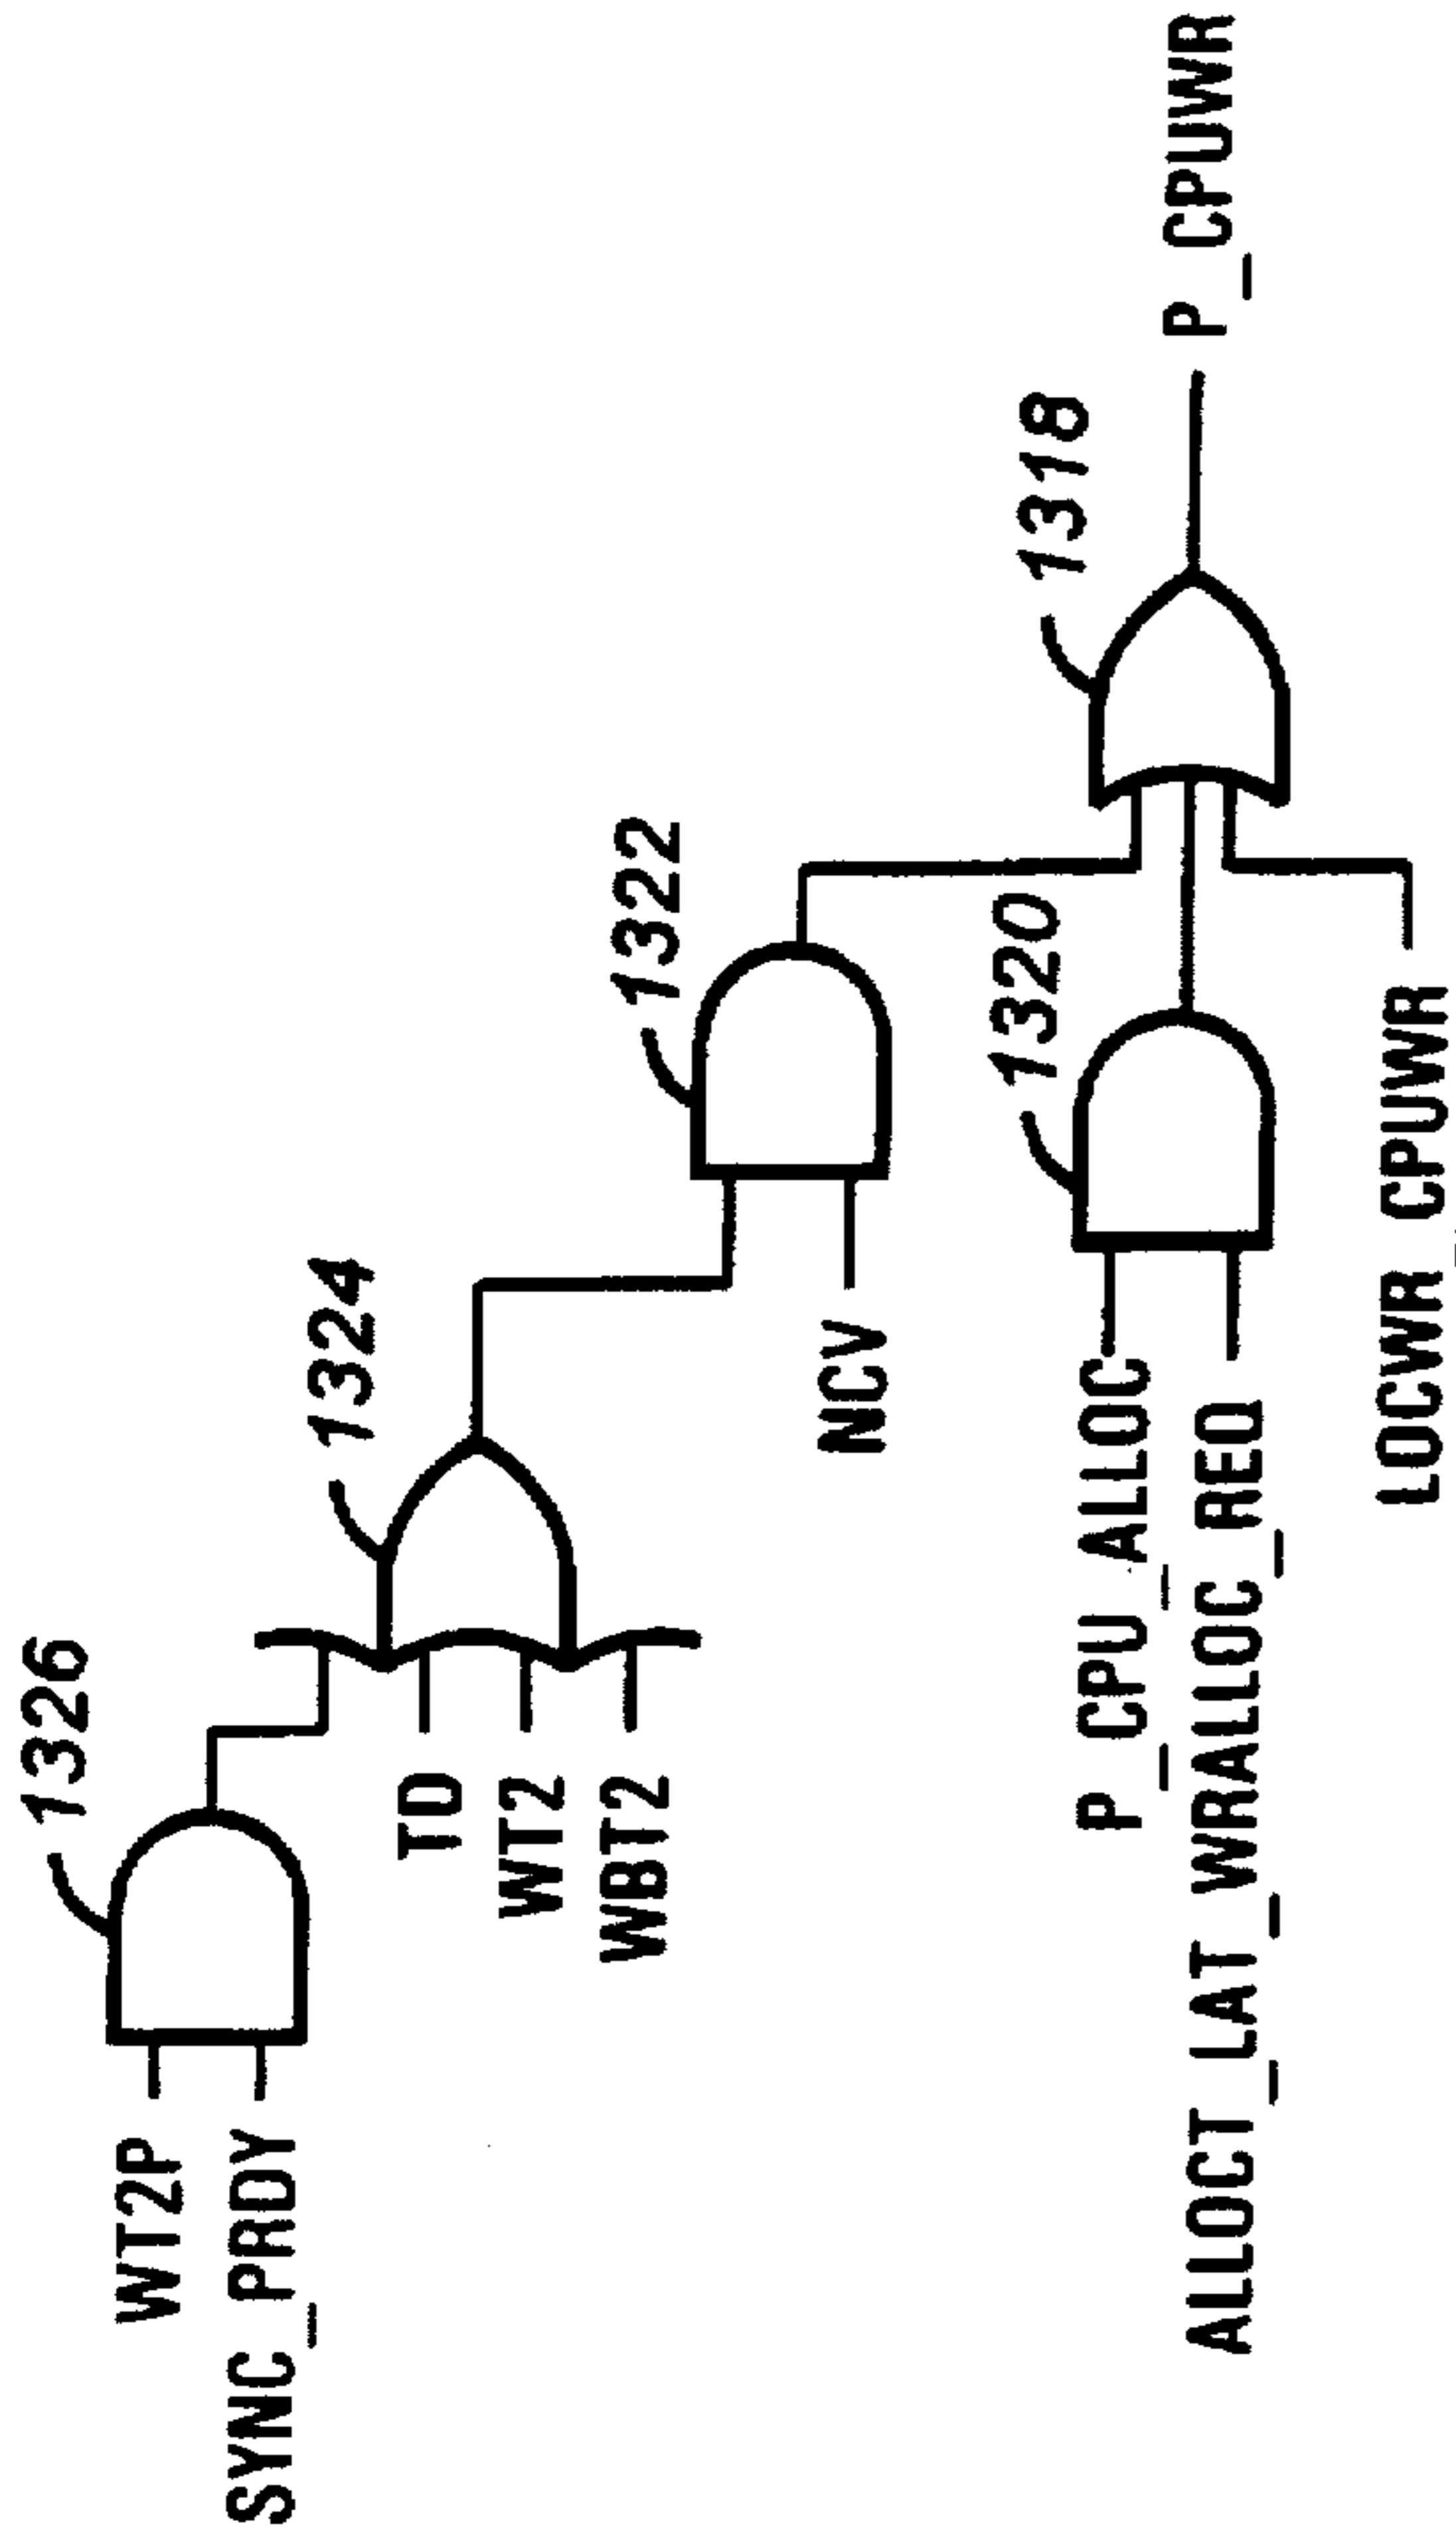 1326
WT2P
SYNC_PRDY
1324
TD
WT2
WBT2
1322
NCV
1320
P_CPU_ALLOC
ALLOCT_LAT_WRALLOC_REQ
1318
LOCWR_CPUWR
P_CPUWR